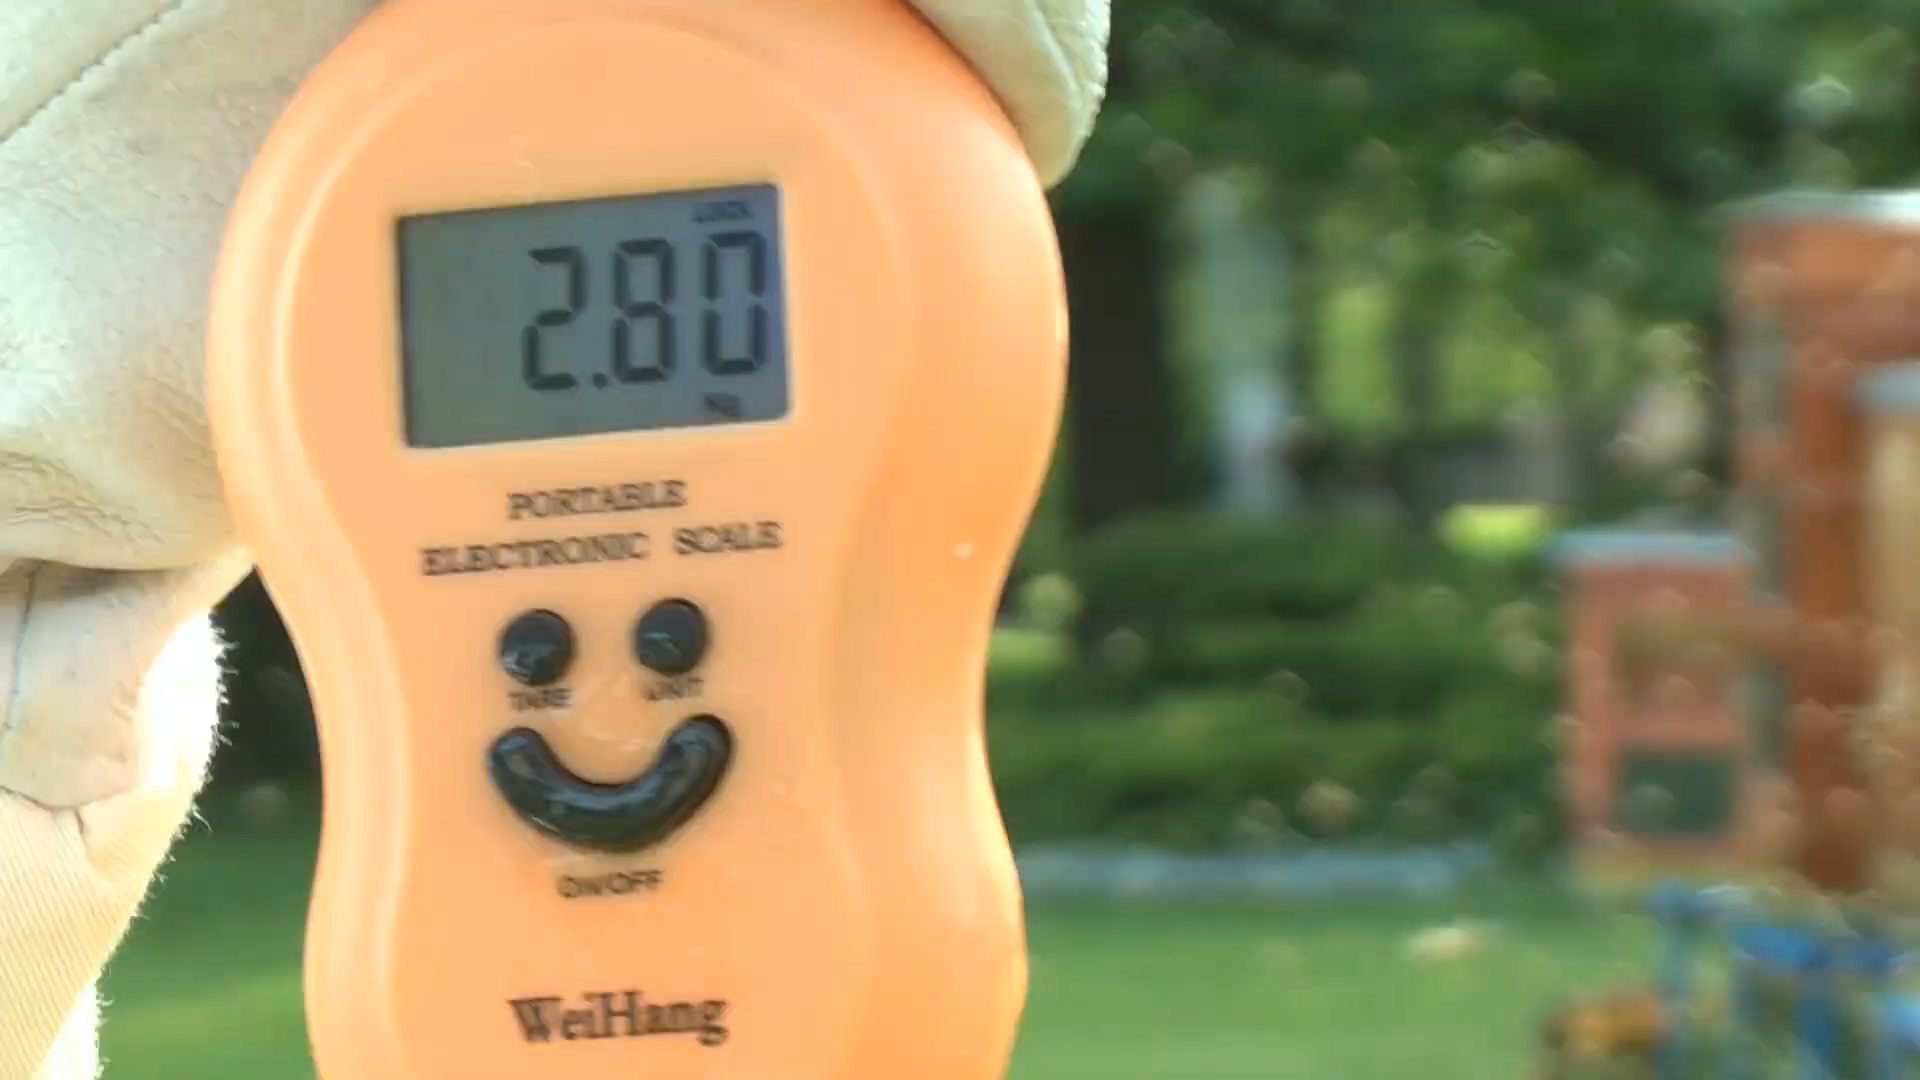 LOCK
2.80
Kg
PORTABLE
ELECTRONIC SCALE
TARE UNIT
ON/OFF
WeiHang